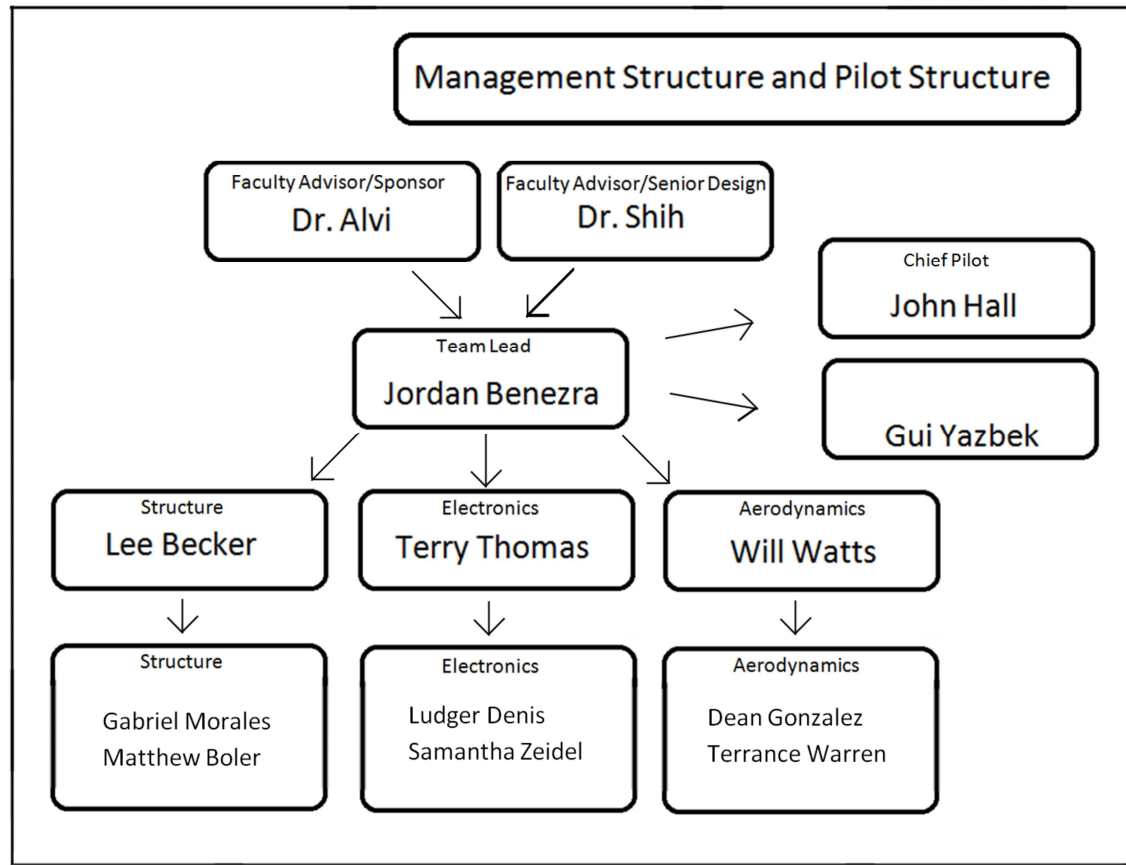 Management Structure and Pilot Structure
Faculty Advisor/Sponsor
Dr. Alvi
Faculty Advisor/Senior Design
Dr. Shih
Chief Pilot
John Hall
Team Lead
Jordan Benezra
Gui Yazbek
Structure
Lee Becker
Electronics
Terry Thomas
Aerodynamics
Will Watts
Structure
Gabriel Morales
Matthew Boler
Electronics
Ludger Denis
Samantha Zeidel
Aerodynamics
Dean Gonzalez
Terrance Warren